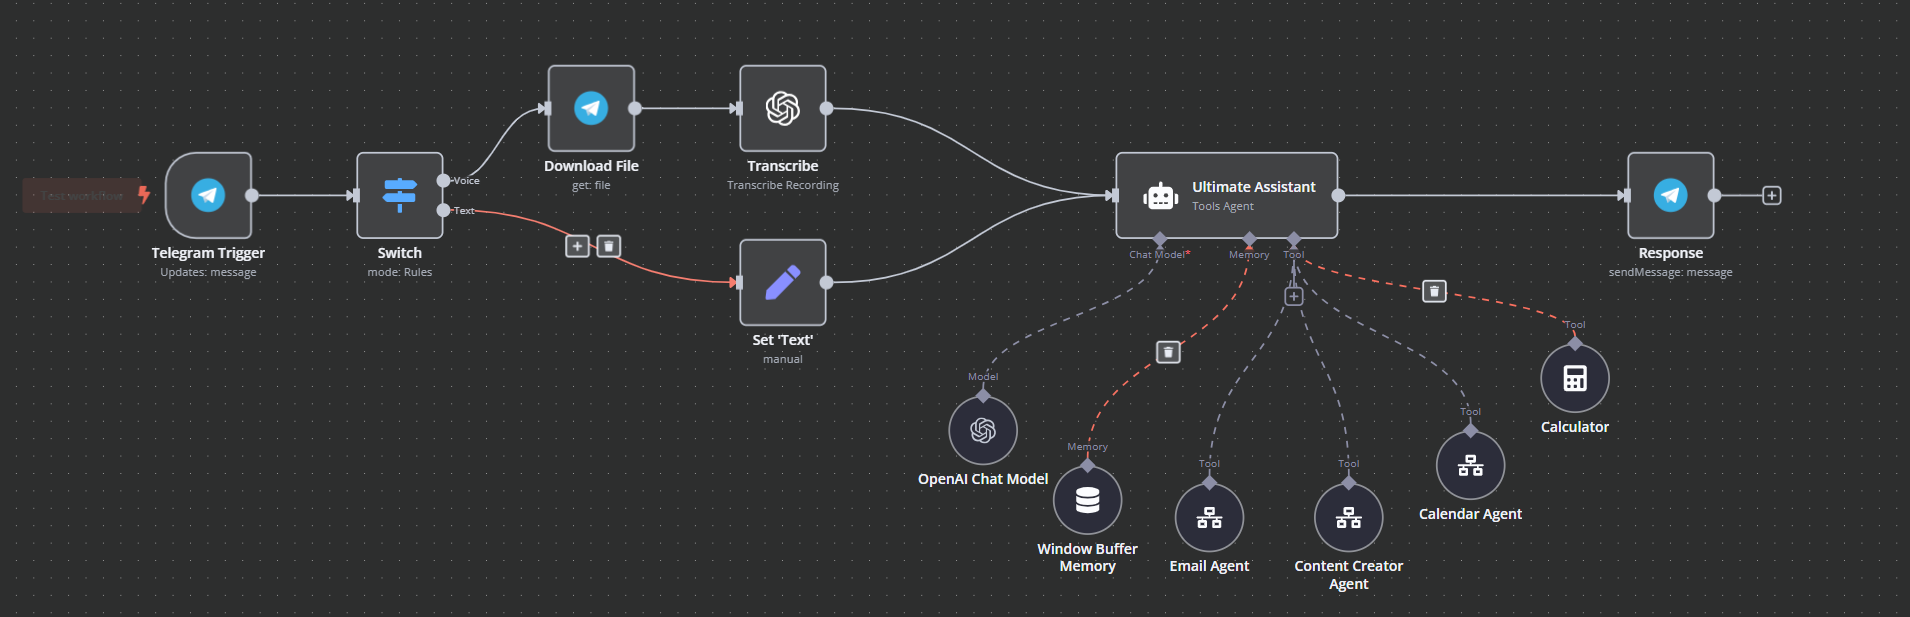 Test workflow
Telegram Trigger
Updates: message
Switch
mode: Rules
Voice
Text
Download File
get: file
Transcribe
Transcribe Recording
Set 'Text'
manual
Ultimate Assistant
Tools Agent
Chat Model*
Memory
Tool
Response
sendMessage: message
Model
OpenAI Chat Model
Memory
Window Buffer
Memory
Tool
Email Agent
Tool
Content Creator
Agent
Tool
Calendar Agent
Tool
Calculator